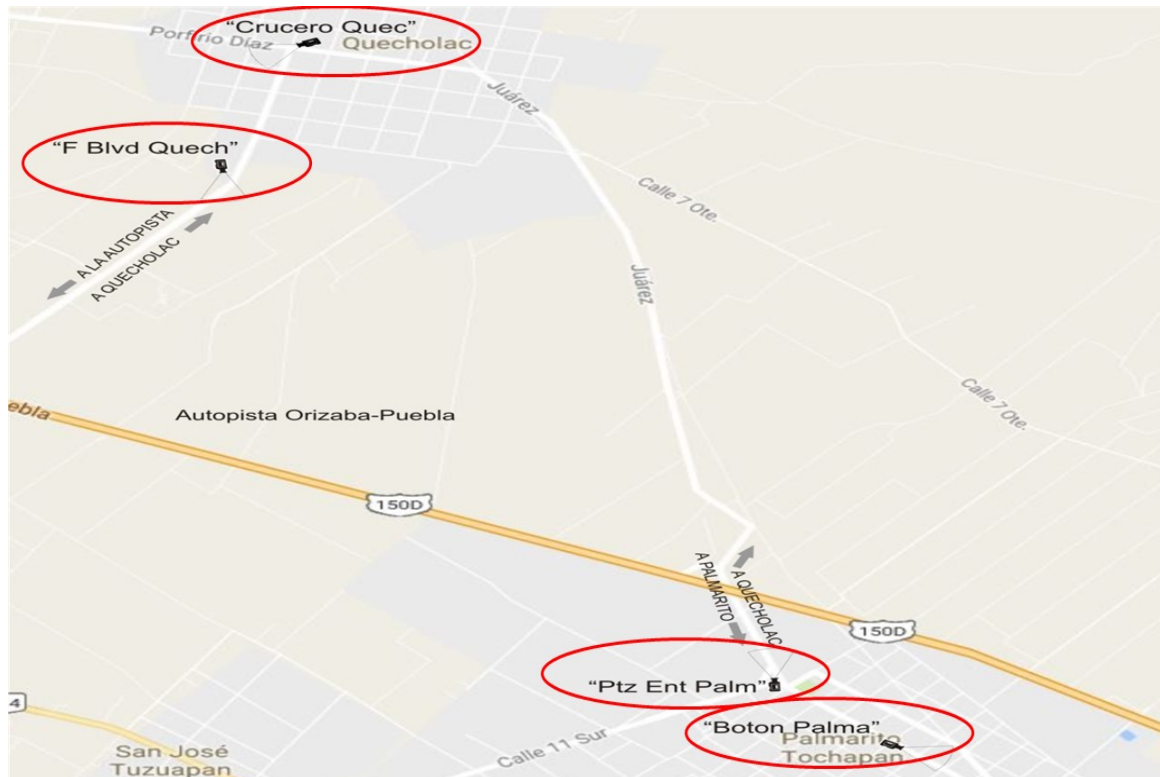 “Crucero Quec”
Porfirio Díaz
Quecholac
Juárez
“F Blvd Quech”
Calle 7 Ote.
A LA AUTOPISTA
A QUECHOLAC
Juárez
Calle 7 Ote.
ebla
Autopista Orizaba-Puebla
150D
A PALMARITO
A QUECHOLAC
150D
“Ptz Ent Palm”
4
“Boton Palma”
Calle 11 Sur
Palmarito
Tochapan
San José
Tuzuapan